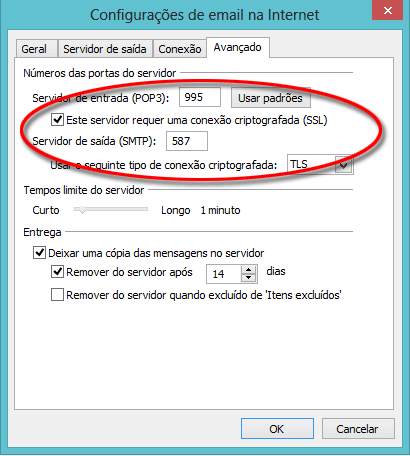 Configurações de email na Internet
Geral Servidor de saída Conexão Avançado
Números das portas do servidor
Servidor de entrada (POP3): 995 Usar padrões
Este servidor requer uma conexão criptografada (SSL)
Servidor de saída (SMTP): 587
Usar o seguinte tipo de conexão criptografada: TLS
Tempos limite do servidor
Curto Longo 1 minuto
Entrega
Deixar uma cópia das mensagens no servidor
Remover do servidor após 14 dias
Remover do servidor quando excluído de 'Itens excluídos'
OK Cancelar